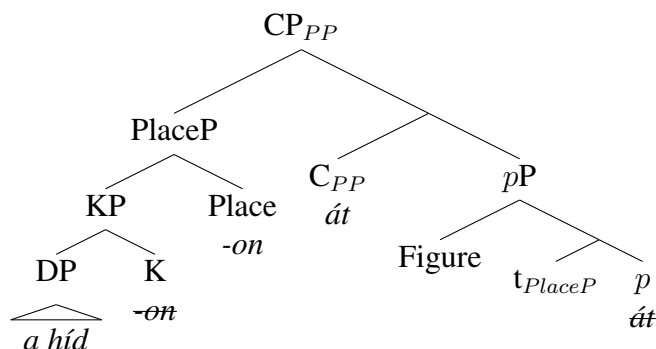 CP_PP
PlaceP C_PP pP
át
KP Place Figure t_PlaceP p
-on át
DP K
a híd -on